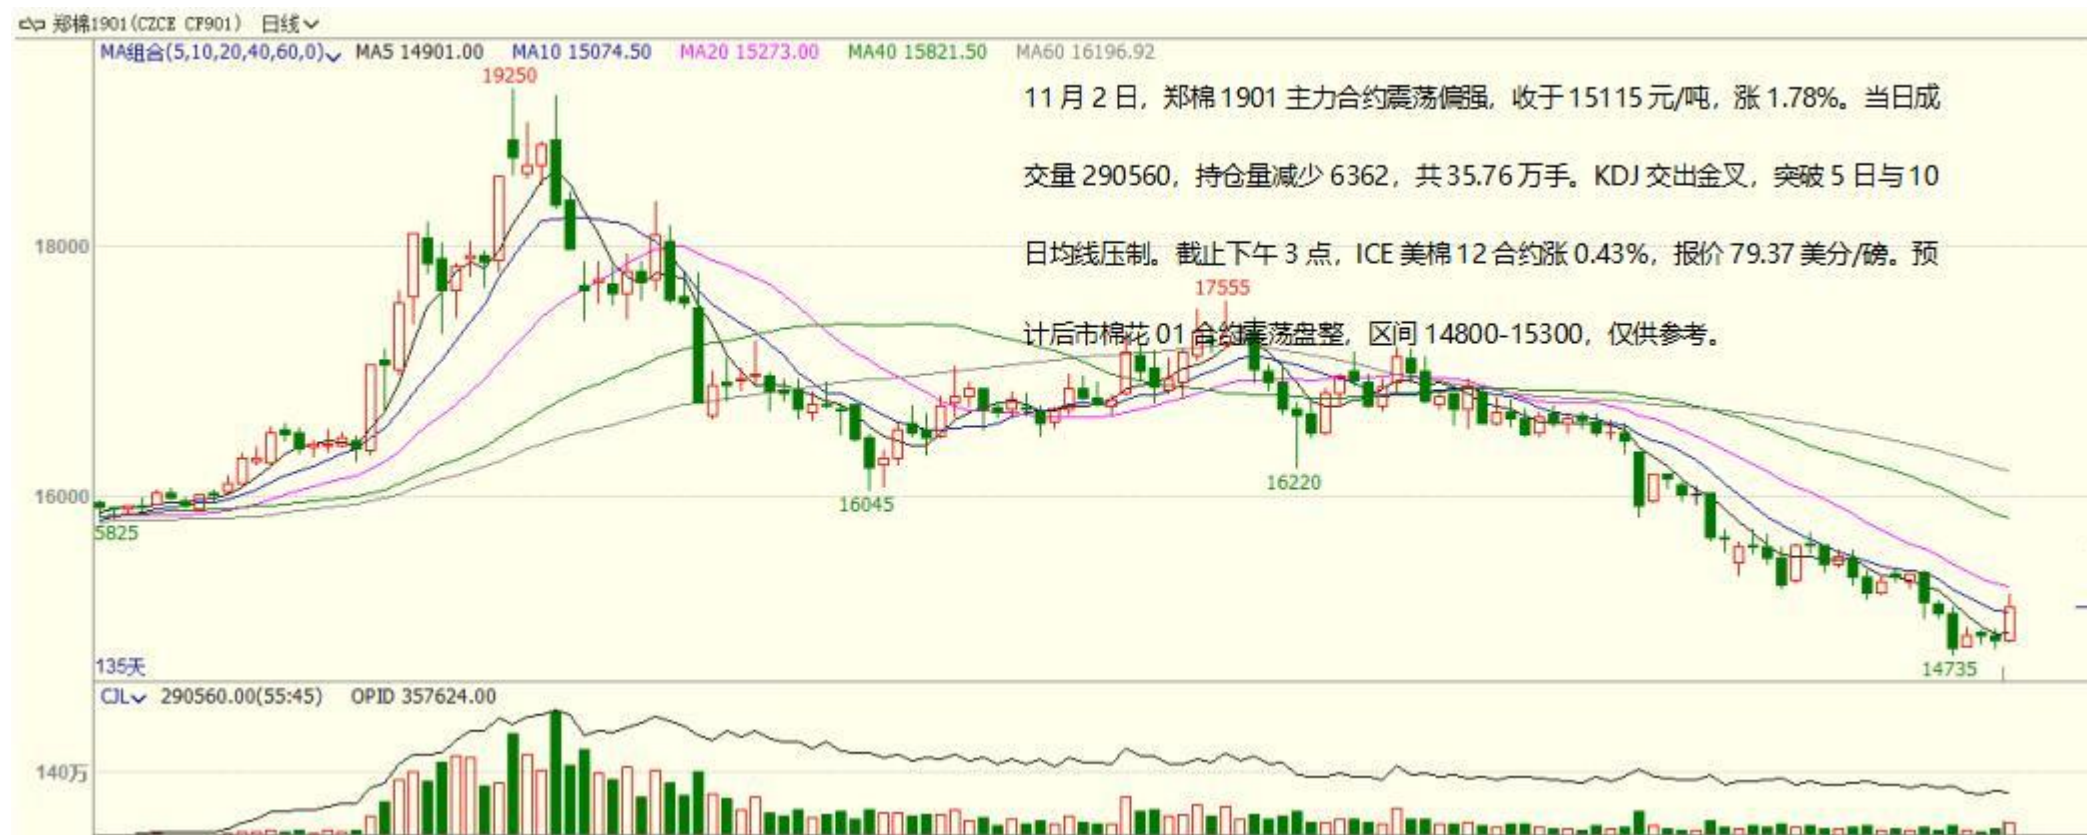 郑棉1901(CZCE CF901) 日线
MA组合(5,10,20,40,60,0) MA5 14901.00 MA10 15074.50 MA20 15273.00 MA40 15821.50 MA60 16196.92
19250
11月2日，郑棉1901主力合约震荡偏强，收于15115元/吨，涨1.78%。当日成
交量290560，持仓量减少6362，共35.76万手。KDJ交出金叉，突破5日与10
18000
日均线压制。截止下午3点，ICE美棉12合约涨0.43%，报价79.37美分/磅。预
17555
计后市棉花01合约震荡盘整，区间14800-15300，仅供参考。
16220
16000
16045
5825
135天
14735
CJL 290560.00(55:45) OPID 357624.00
140万